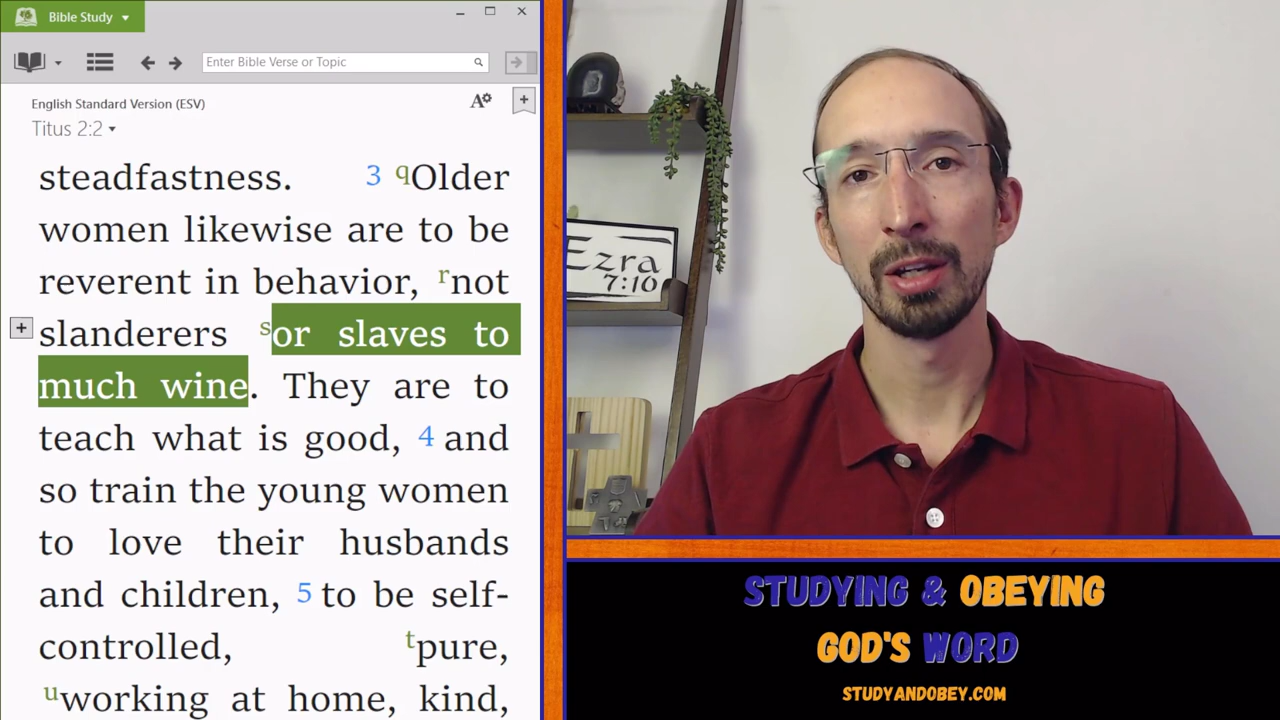 Bible Study
Enter Bible Verse or Topic
English Standard Version (ESV)
Titus 2:2
steadfastness. 3 qOlder
women likewise are to be
reverent in behavior, rnot
slanderers sor slaves to
much wine. They are to
teach what is good, 4 and
so train the young women
to love their husbands
and children, 5 to be self-
controlled, tpure,
uworking at home, kind,
Ezra
7:10
STUDYING & OBEYING
GOD'S WORD
STUDYANDOBEY.COM